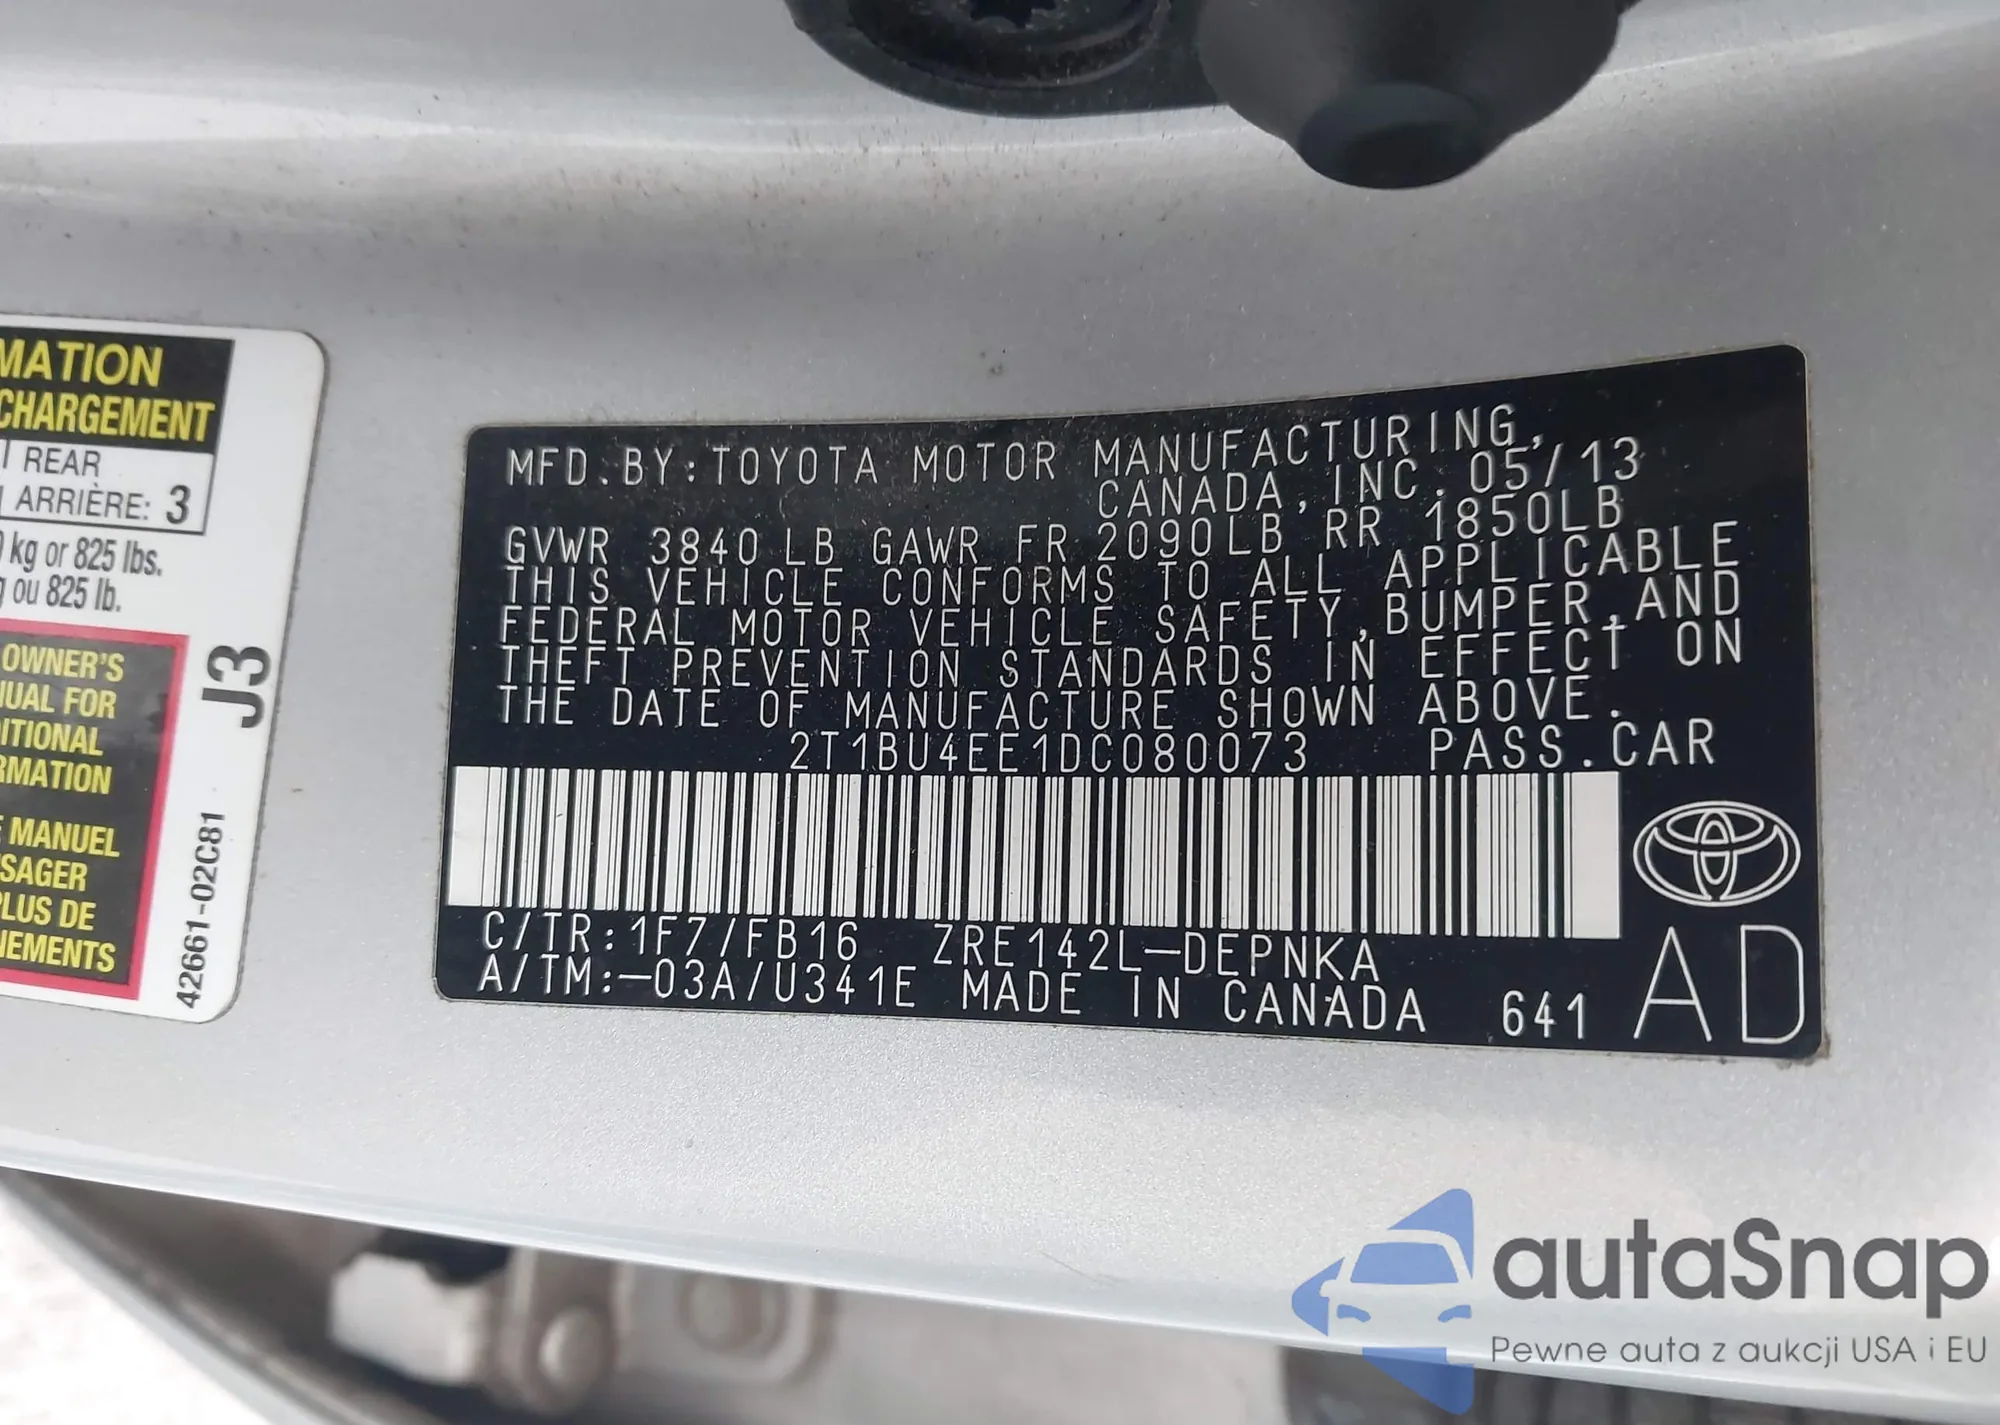 MATION
CHARGEMENT
REAR
ARRIÈRE: 3
kg or 825 lbs.
ou 825 lb.
OWNER'S
UAL FOR
ITIONAL
RMATION
MANUEL
SAGER
PLUS DE
NEMENTS
J3
42661-02C81
MFD.BY:TOYOTA MOTOR MANUFACTURING,
CANADA,INC.05/13
GVWR 3840LB GAWR FR 2090LB RR 1850LB
THIS VEHICLE CONFORMS TO ALL APPLICABLE
FEDERAL MOTOR VEHICLE SAFETY,BUMPER,AND
THEFT PREVENTION STANDARDS IN EFFECT ON
THE DATE OF MANUFACTURE SHOWN ABOVE.
2T1BU4EE1DC080073 PASS.CAR
C/TR:1F7/FB16 ZRE142L-DEPNKA
A/TM:-03A/U341E MADE IN CANADA 641 AD
autaSnap
Pewne auta z aukcji USA i EU